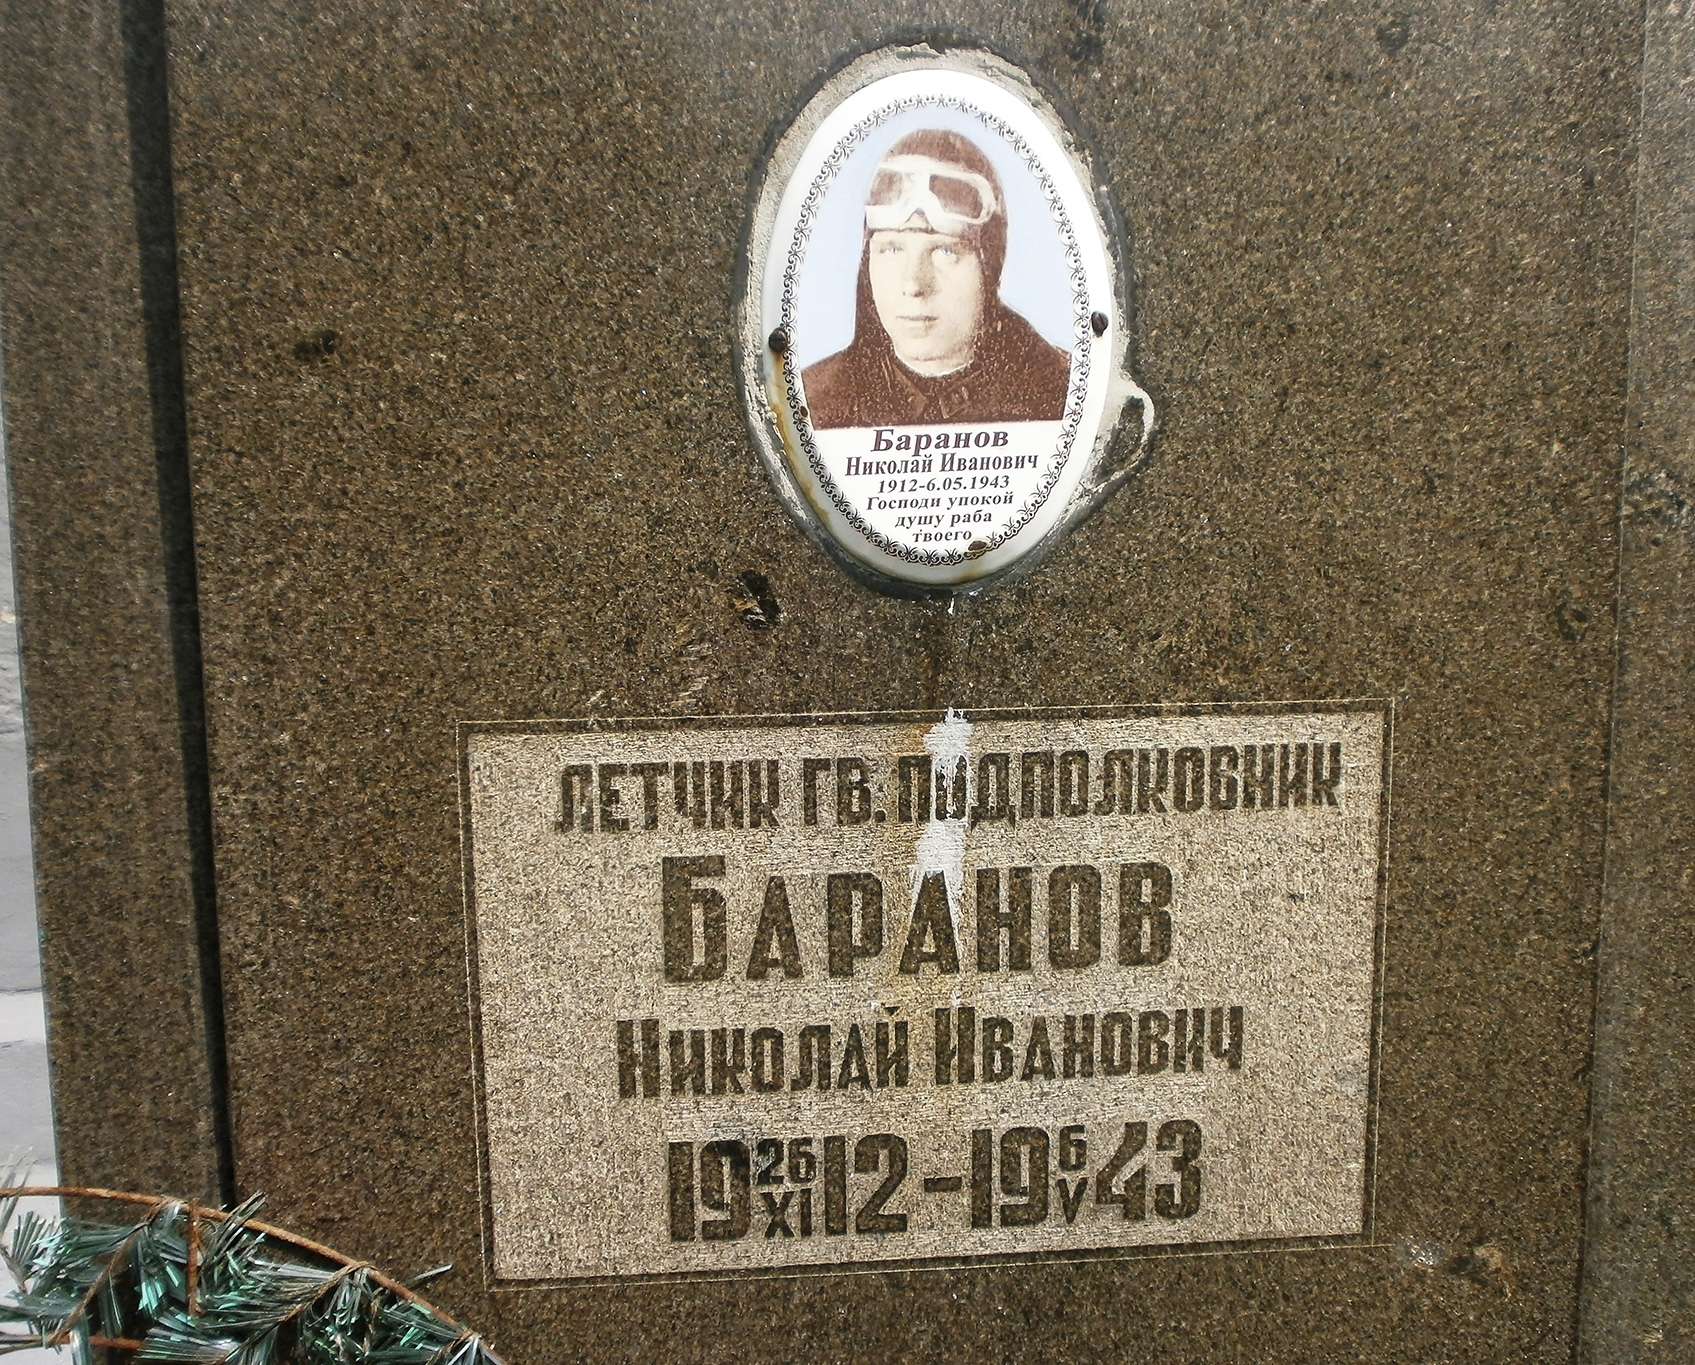 Баранов
Николай Иванович
1912-6.05.1943
Господи упокой
душу раба
твоего
ЛЕТЧИК ГВ. ПОДПОЛКОВНИК
БАРАНОВ
НИКОЛАЙ ИВАНОВИЧ
19 26/XI 12 - 19 6/V 43